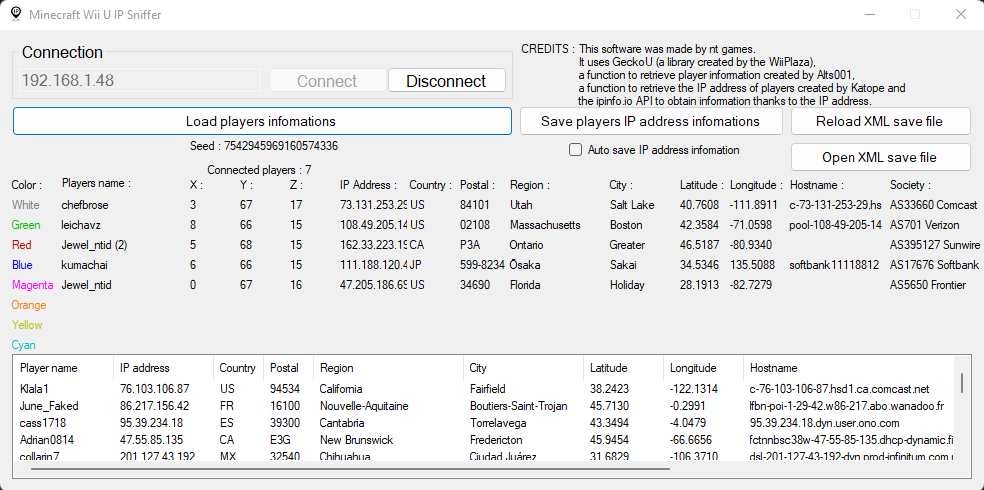 Minecraft Wii U IP Sniffer
Connection
192.168.1.48 Connect Disconnect
CREDITS : This software was made by nt games.
It uses GeckoU (a library created by the WiiPlaza),
a function to retrieve player information created by Alts001,
a function to retrieve the IP address of players created by Katope and
the ipinfo.io API to obtain infomation thanks to the IP address.
Load players infomations Save players IP address infomations Reload XML save file
Seed : 7542945969160574336 Auto save IP address infomation Open XML save file
Connected players : 7
Color : Players name : X : Y : Z : IP Address : Country : Postal : Region : City : Latitude : Longitude : Hostname : Society :
White chefbrose 3 67 17 73.131.253.29 US 84101 Utah Salt Lake 40.7608 -111.8911 c-73-131-253-29.hs AS33660 Comcast
Green leichavz 8 66 15 108.49.205.14 US 02108 Massachusetts Boston 42.3584 -71.0598 pool-108-49-205-14 AS701 Verizon
Red Jewel_ntid (2) 5 68 15 162.33.223.19 CA P3A Ontario Greater 46.5187 -80.9340 AS395127 Sunwire
Blue kumachai 6 66 15 111.188.120.4 JP 599-8234 Ōsaka Sakai 34.5346 135.5088 softbank11118812 AS17676 Softbank
Magenta Jewel_ntid 0 67 16 47.205.186.69 US 34690 Florida Holiday 28.1913 -82.7279 AS5650 Frontier
Orange
Yellow
Cyan
Player name IP address Country Postal Region City Latitude Longitude Hostname
Klala1 76.103.106.87 US 94534 California Fairfield 38.2423 -122.1314 c-76-103-106-87.hsd1.ca.comcast.net
June_Faked 86.217.156.42 FR 16100 Nouvelle-Aquitaine Boutiers-Saint-Trojan 45.7130 -0.2991 lfbn-poi-1-29-42.w86-217.abo.wanadoo.fr
cass1718 95.39.234.18 ES 39300 Cantabria Torrelavega 43.3494 -4.0479 95.39.234.18.dyn.user.ono.com
Adrian0814 47.55.85.135 CA E3G New Brunswick Fredericton 45.9454 -66.6656 fctnnbsc38w-47-55-85-135.dhcp-dynamic.fi
collarin7 201.127.43.192 MX 32540 Chihuahua Ciudad Juárez 31.6829 -106.3710 dsl-201-127-43-192-dyn.prod-infinitum.com